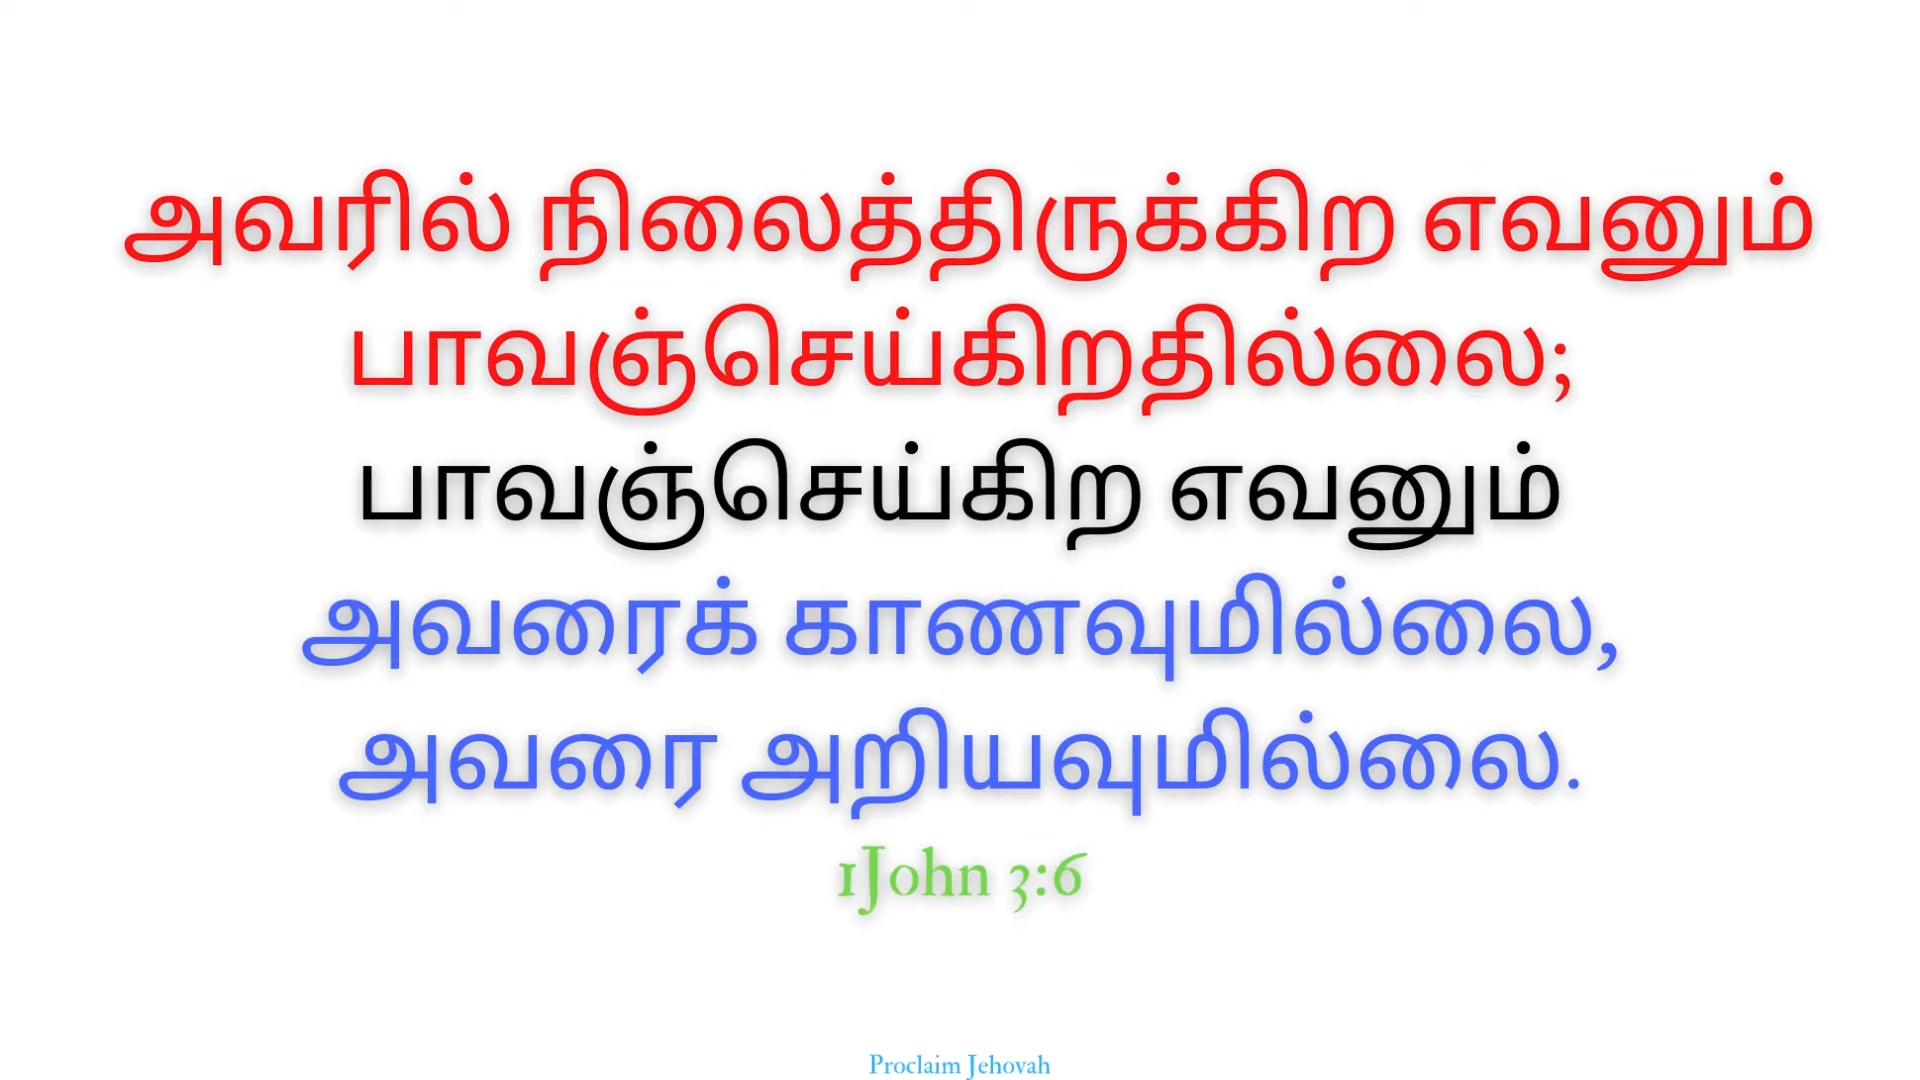 அவரில் நிலைத்திருக்கிற எவனும்
பாவஞ்செய்கிறதில்லை;
பாவஞ்செய்கிற எவனும்
அவரைக் காணவுமில்லை,
அவரை அறியவுமில்லை.
1John 3:6
Proclaim Jehovah